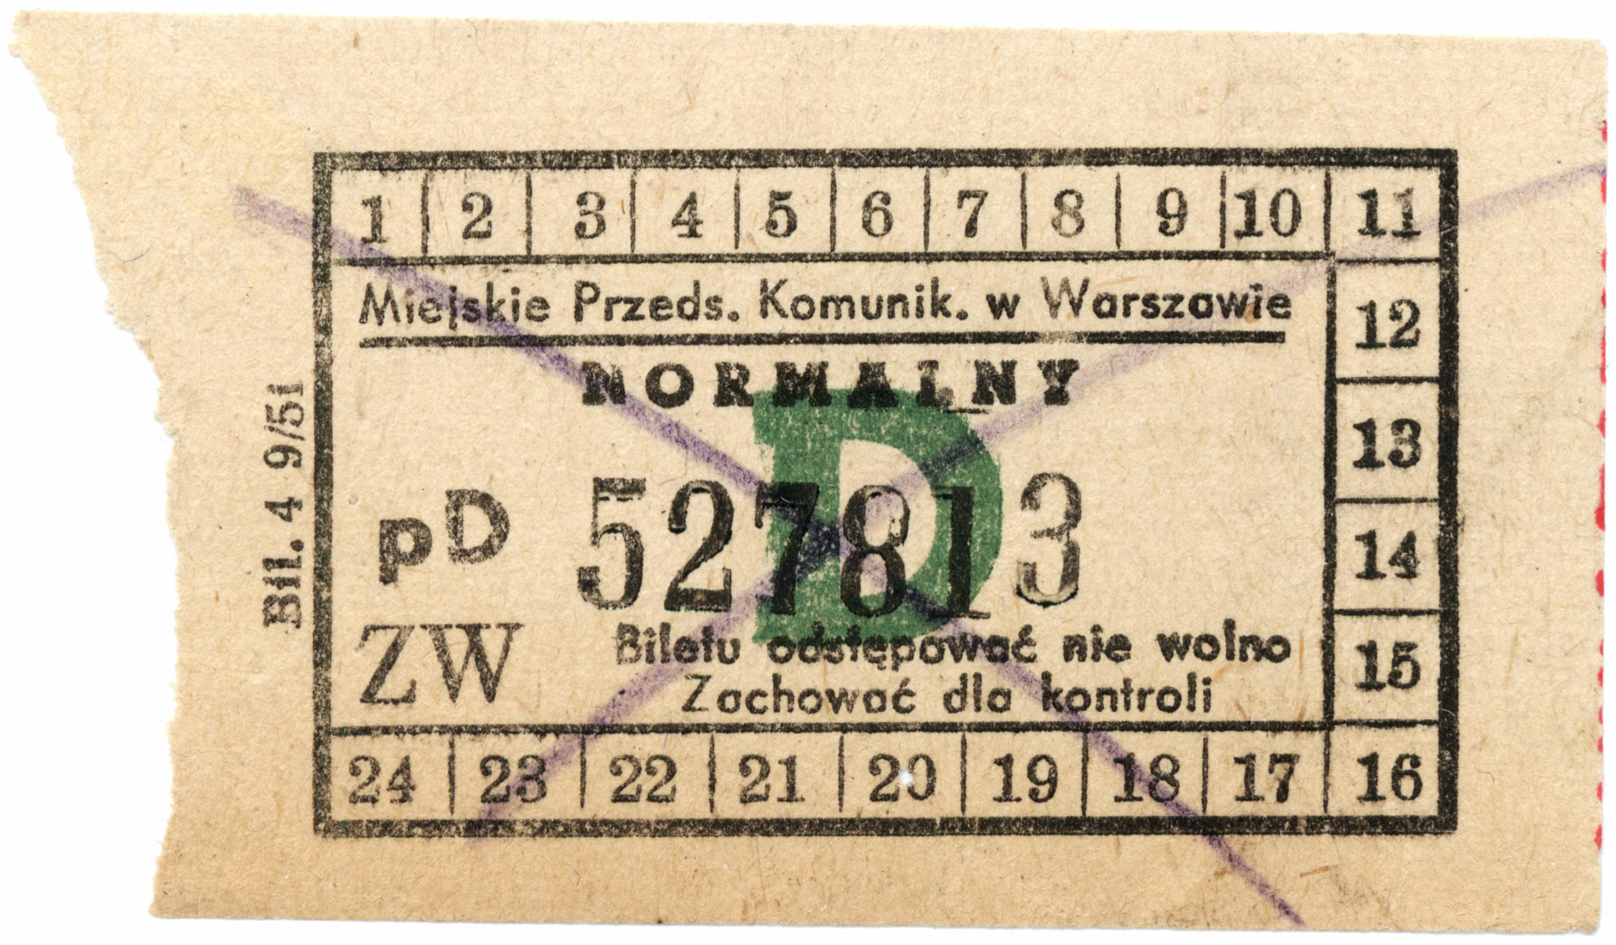 1 2 3 4 5 6 7 8 9 10 11
Miejskie Przeds. Komunik. w Warszawie
12
NORMALNY
D
13
Bil. 4 9/51
pD 527813
14
ZW
Biletu odstępować nie wolno
15
Zachować dla kontroli
24 23 22 21 20 19 18 17 16